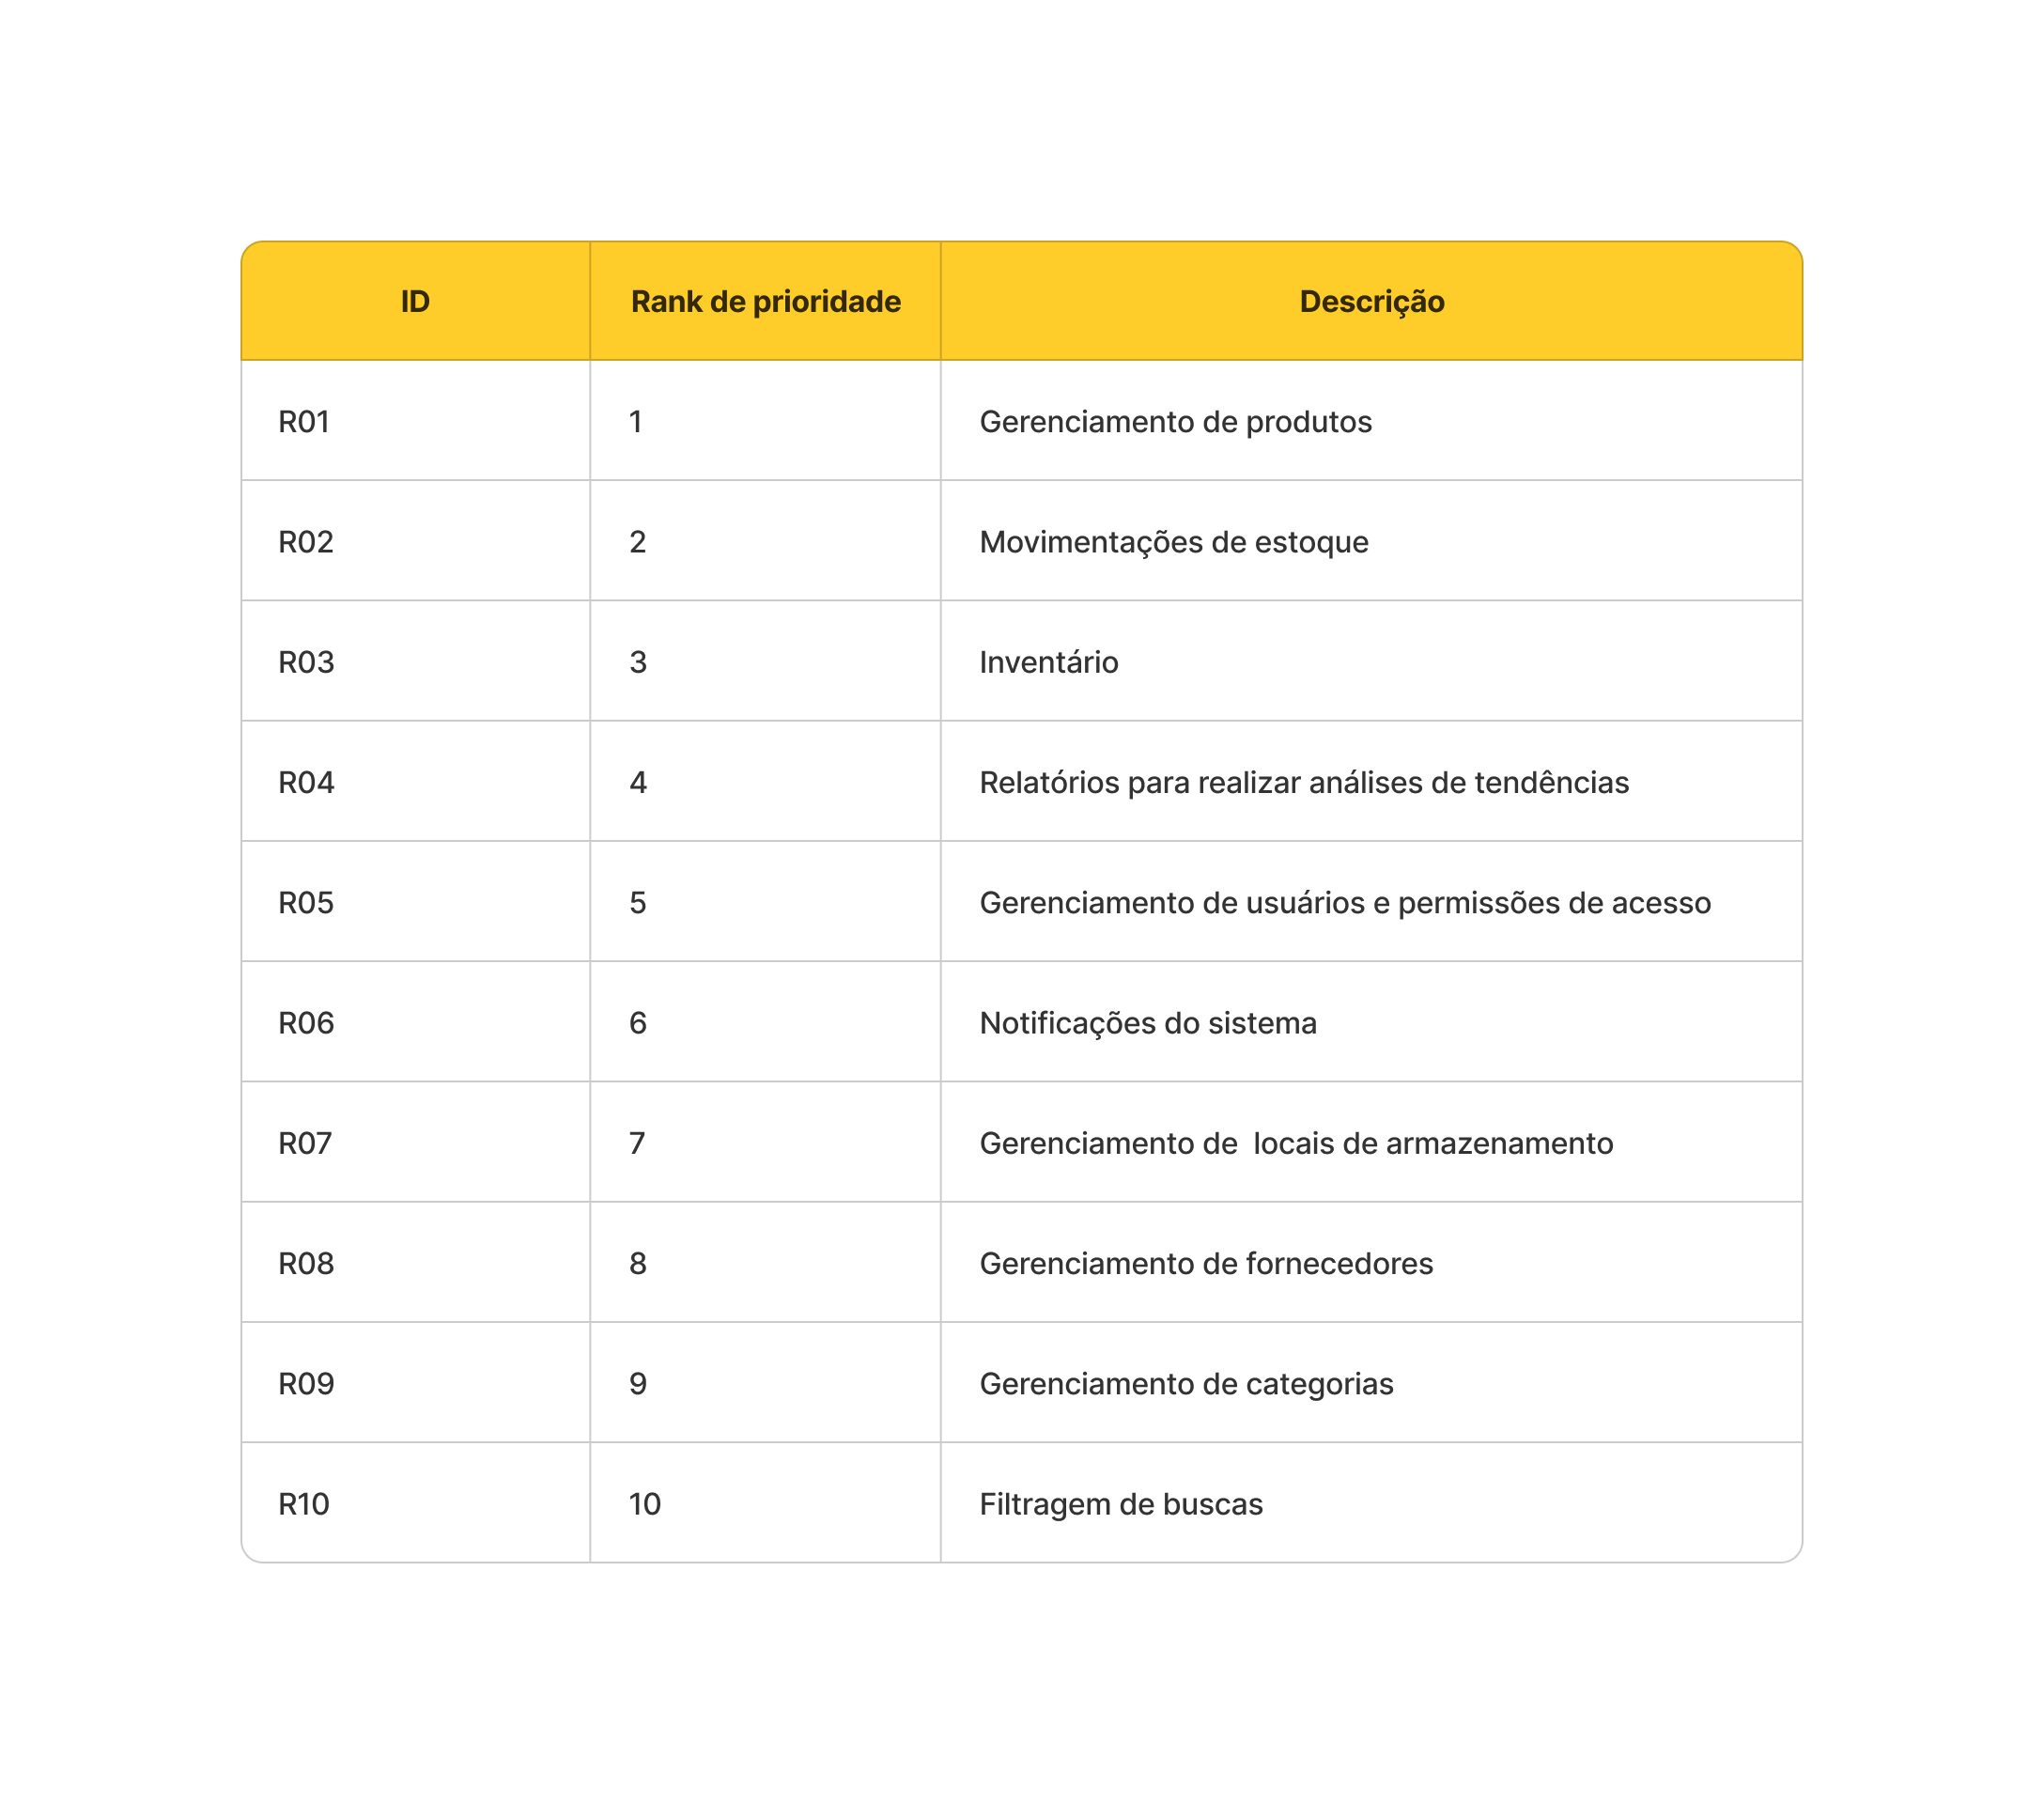 ID Rank de prioridade Descrição
R01 1 Gerenciamento de produtos
R02 2 Movimentações de estoque
R03 3 Inventário
R04 4 Relatórios para realizar análises de tendências
R05 5 Gerenciamento de usuários e permissões de acesso
R06 6 Notificações do sistema
R07 7 Gerenciamento de  locais de armazenamento
R08 8 Gerenciamento de fornecedores
R09 9 Gerenciamento de categorias
R10 10 Filtragem de buscas